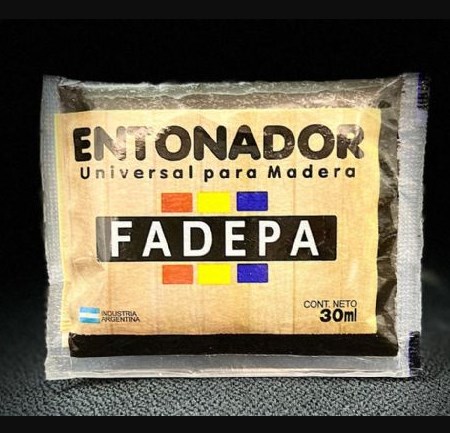 ENTONADOR
Universal para Madera
FADEPA
INDUSTRIA
ARGENTINA
CONT. NETO
30ml